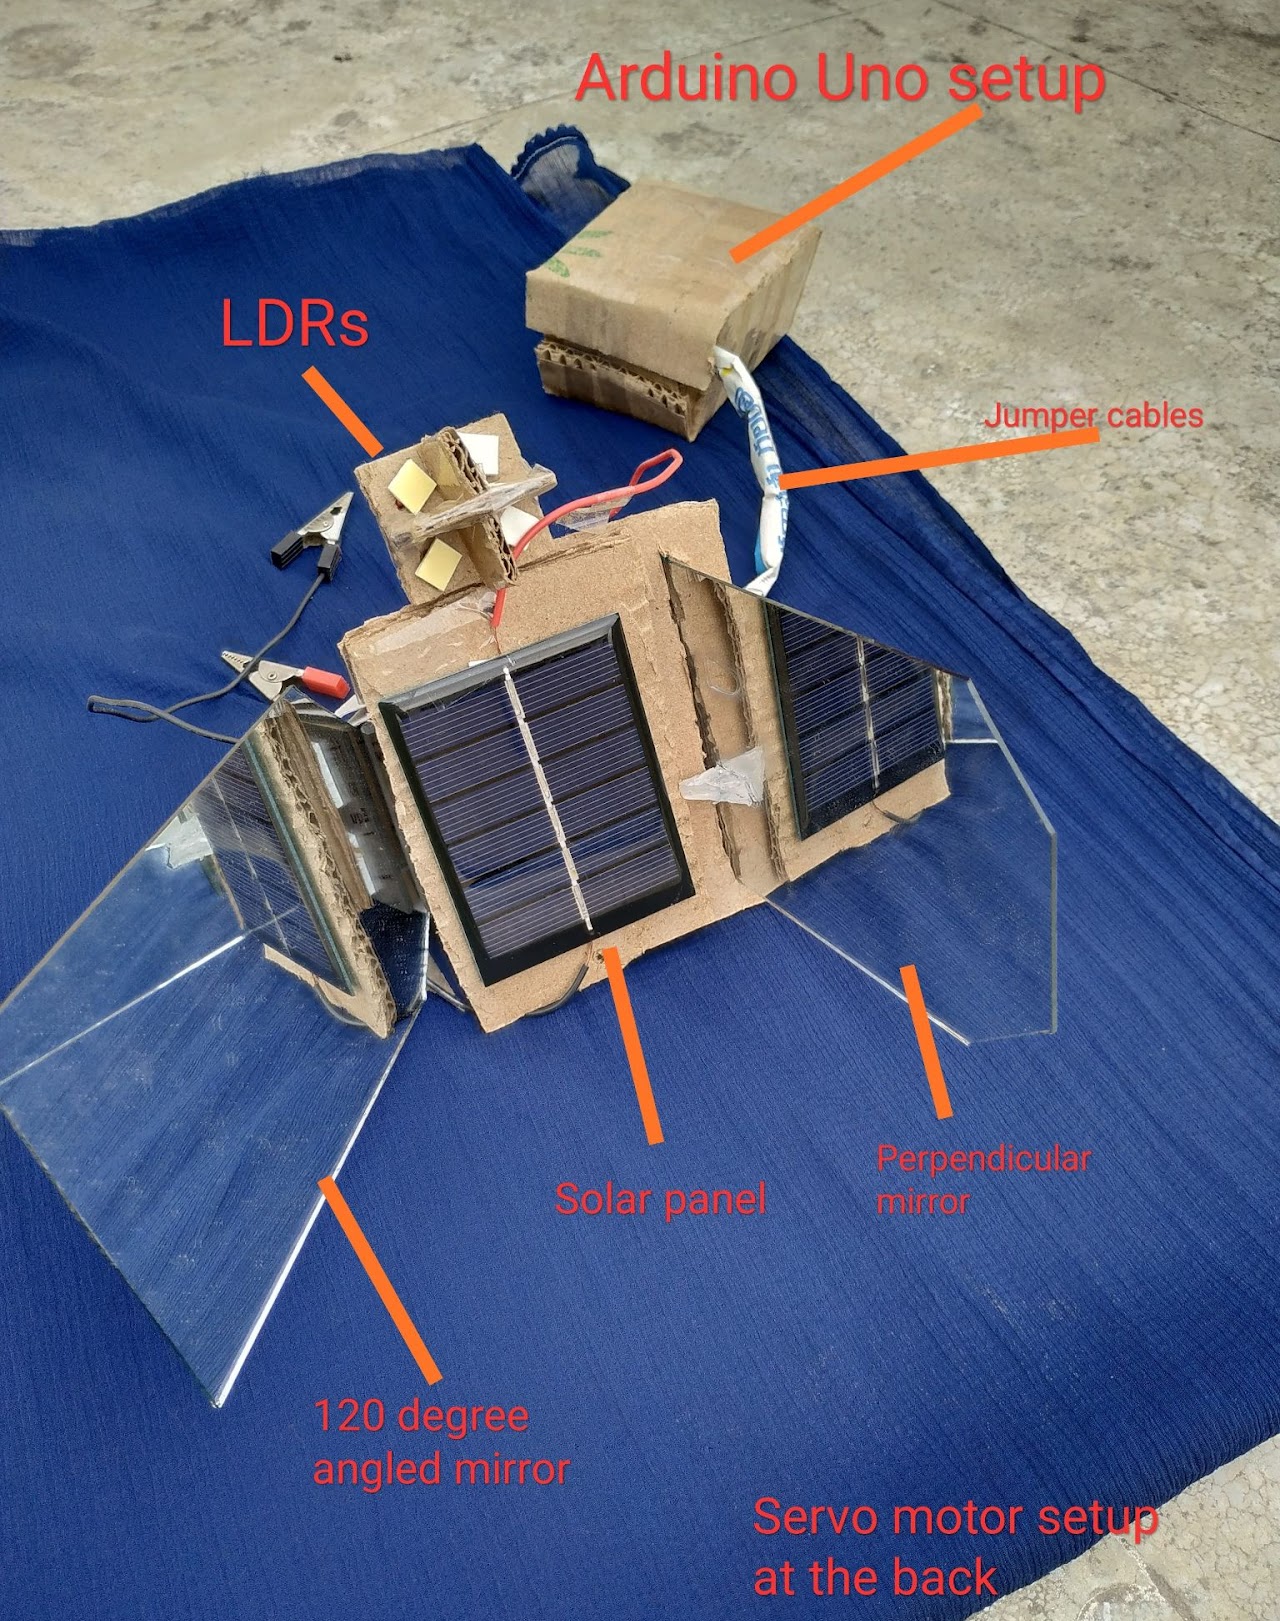 Arduino Uno setup
LDRs
Jumper cables
Solar panel
Perpendicular
mirror
120 degree
angled mirror
Servo motor setup
at the back